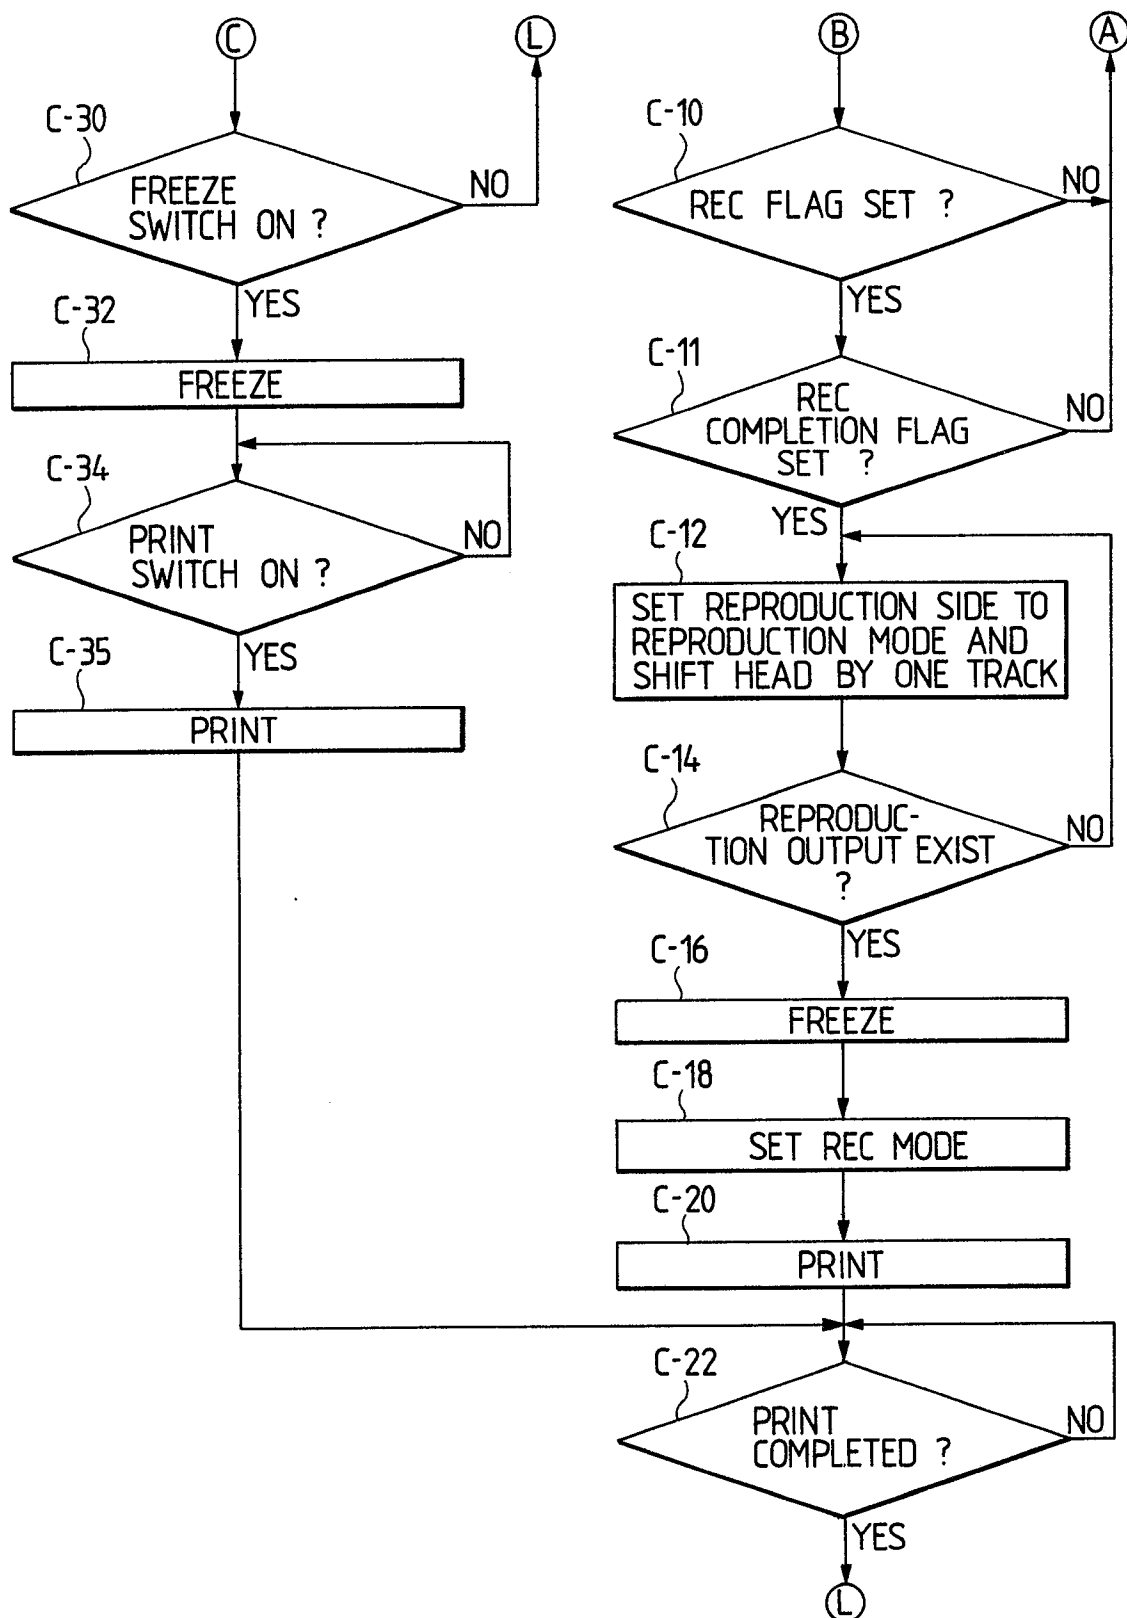 C
L
C-30
FREEZE
SWITCH ON ?
NO
YES
C-32
FREEZE
C-34
PRINT
SWITCH ON ?
NO
YES
C-35
PRINT
B
A
C-10
REC FLAG SET ?
NO
YES
C-11
REC
COMPLETION FLAG
SET ?
NO
YES
C-12
SET REPRODUCTION SIDE TO
REPRODUCTION MODE AND
SHIFT HEAD BY ONE TRACK
C-14
REPRODUC-
TION OUTPUT EXIST
?
NO
YES
C-16
FREEZE
C-18
SET REC MODE
C-20
PRINT
C-22
PRINT
COMPLETED ?
NO
YES
L